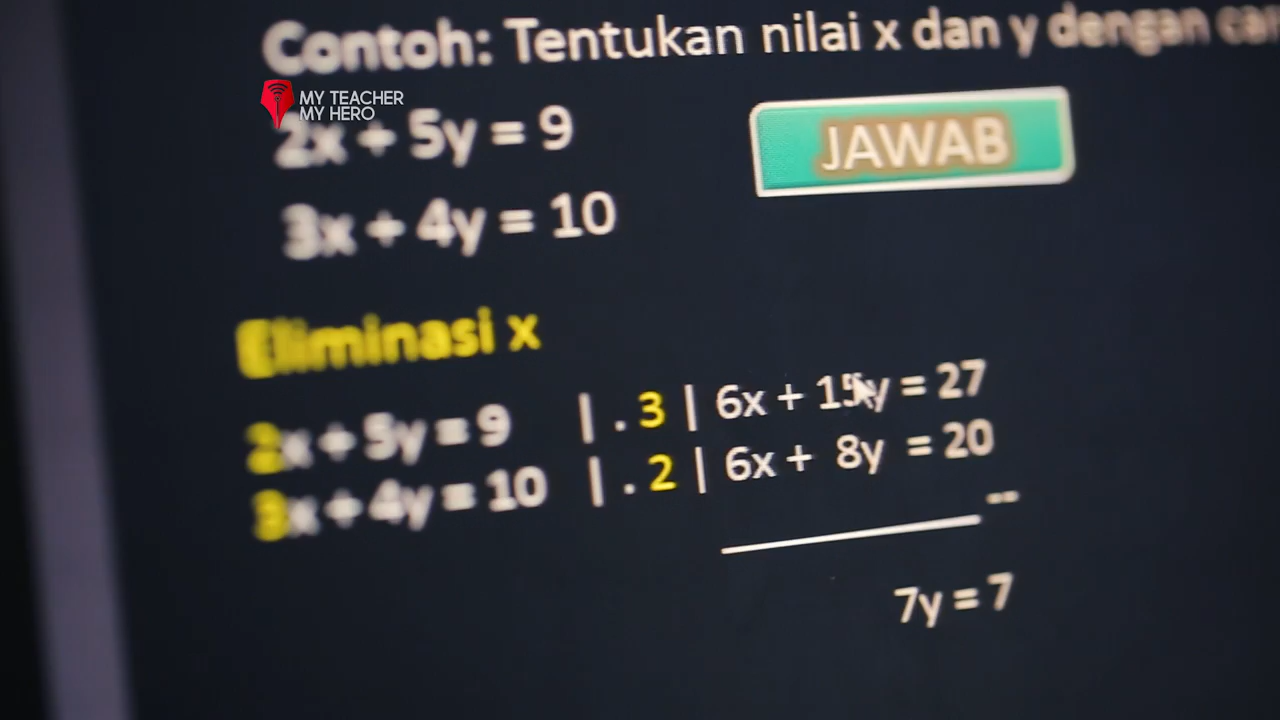 Contoh: Tentukan nilai x dan y dengan
MY TEACHER
MY HERO
2x + 5y = 9
JAWAB
3x + 4y = 10
Eliminasi x
2x + 5y = 9 | . 3 | 6x + 15y = 27
3x + 4y = 10 | . 2 | 6x + 8y = 20
--
7y = 7